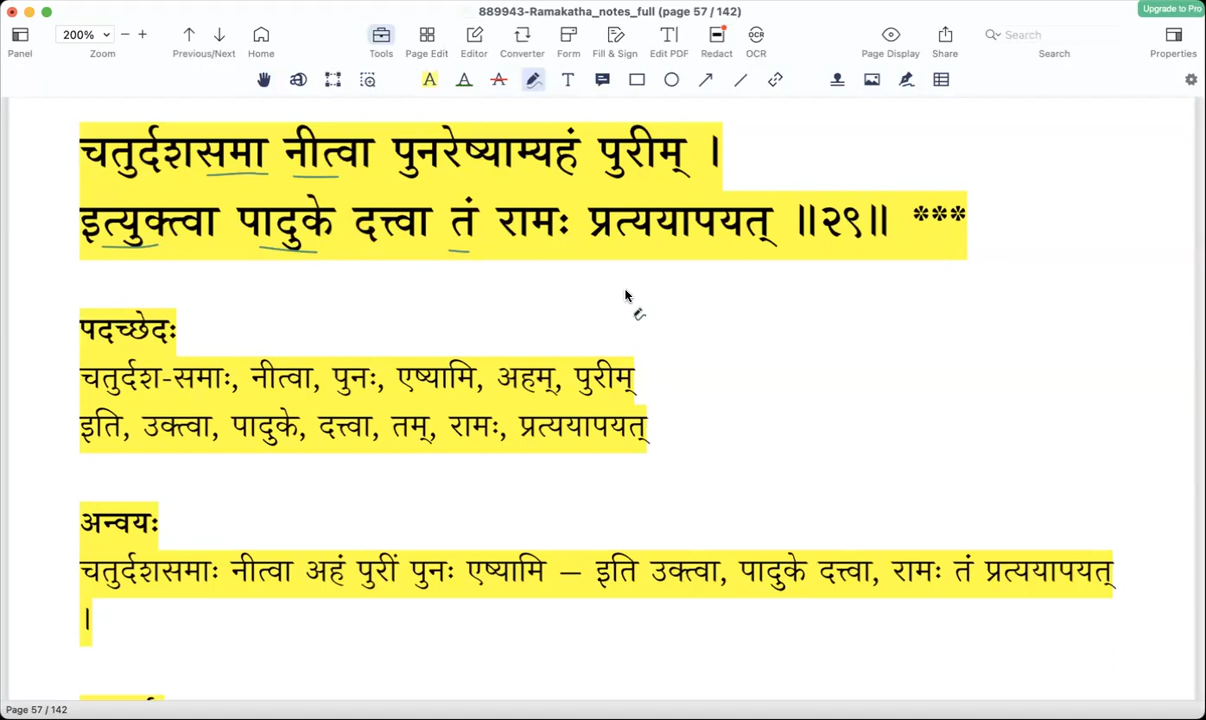 889943-Ramakatha_notes_full (page 57 / 142)
Upgrade to Pro
200%
Panel Zoom Previous/Next Home Tools Page Edit Editor Converter Form Fill & Sign Edit PDF Redact OCR Page Display Share Search Properties
Search
चतुर्दशसमा नीत्वा पुनरेष्याम्यहं पुरीम् ।
इत्युक्त्वा पादुके दत्त्वा तं रामः प्रत्ययापयत् ॥२९॥ ***
पदच्छेदः
चतुर्दश-समाः, नीत्वा, पुनः, एष्यामि, अहम्, पुरीम्
इति, उक्त्वा, पादुके, दत्त्वा, तम्, रामः, प्रत्ययापयत्
अन्वयः
चतुर्दशसमाः नीत्वा अहं पुरीं पुनः एष्यामि – इति उक्त्वा, पादुके दत्त्वा, रामः तं प्रत्ययापयत्
।
Page 57 / 142